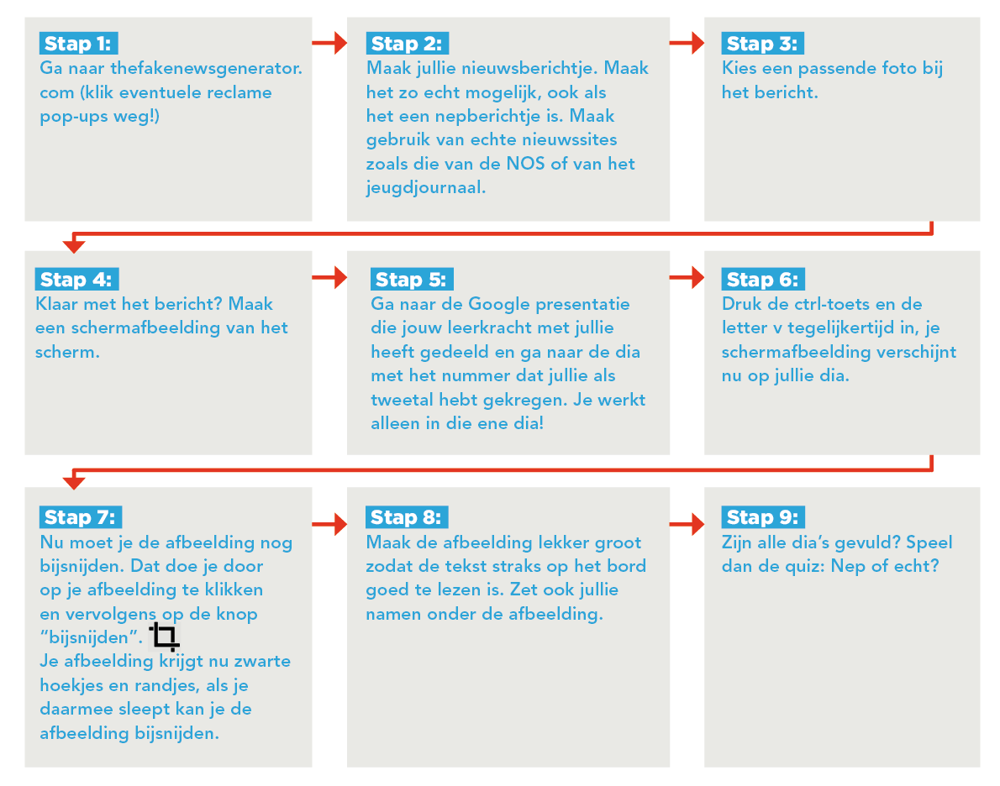 Stap 1:
Ga naar thefakenewsgenerator.
com (klik eventuele reclame
pop-ups weg!)
Stap 2:
Maak jullie nieuwsberichtje. Maak
het zo echt mogelijk, ook als
het een nepberichtje is. Maak
gebruik van echte nieuwssites
zoals die van de NOS of van het
jeugdjournaal.
Stap 3:
Kies een passende foto bij
het bericht.
Stap 4:
Klaar met het bericht? Maak
een schermafbeelding van het
scherm.
Stap 5:
Ga naar de Google presentatie
die jouw leerkracht met jullie
heeft gedeeld en ga naar de dia
met het nummer dat jullie als
tweetal hebt gekregen. Je werkt
alleen in die ene dia!
Stap 6:
Druk de ctrl-toets en de
letter v tegelijkertijd in, je
schermafbeelding verschijnt
nu op jullie dia.
Stap 7:
Nu moet je de afbeelding nog
bijsnijden. Dat doe je door
op je afbeelding te klikken
en vervolgens op de knop
“bijsnijden”.
Je afbeelding krijgt nu zwarte
hoekjes en randjes, als je
daarmee sleept kan je de
afbeelding bijsnijden.
Stap 8:
Maak de afbeelding lekker groot
zodat de tekst straks op het bord
goed te lezen is. Zet ook jullie
namen onder de afbeelding.
Stap 9:
Zijn alle dia’s gevuld? Speel
dan de quiz: Nep of echt?